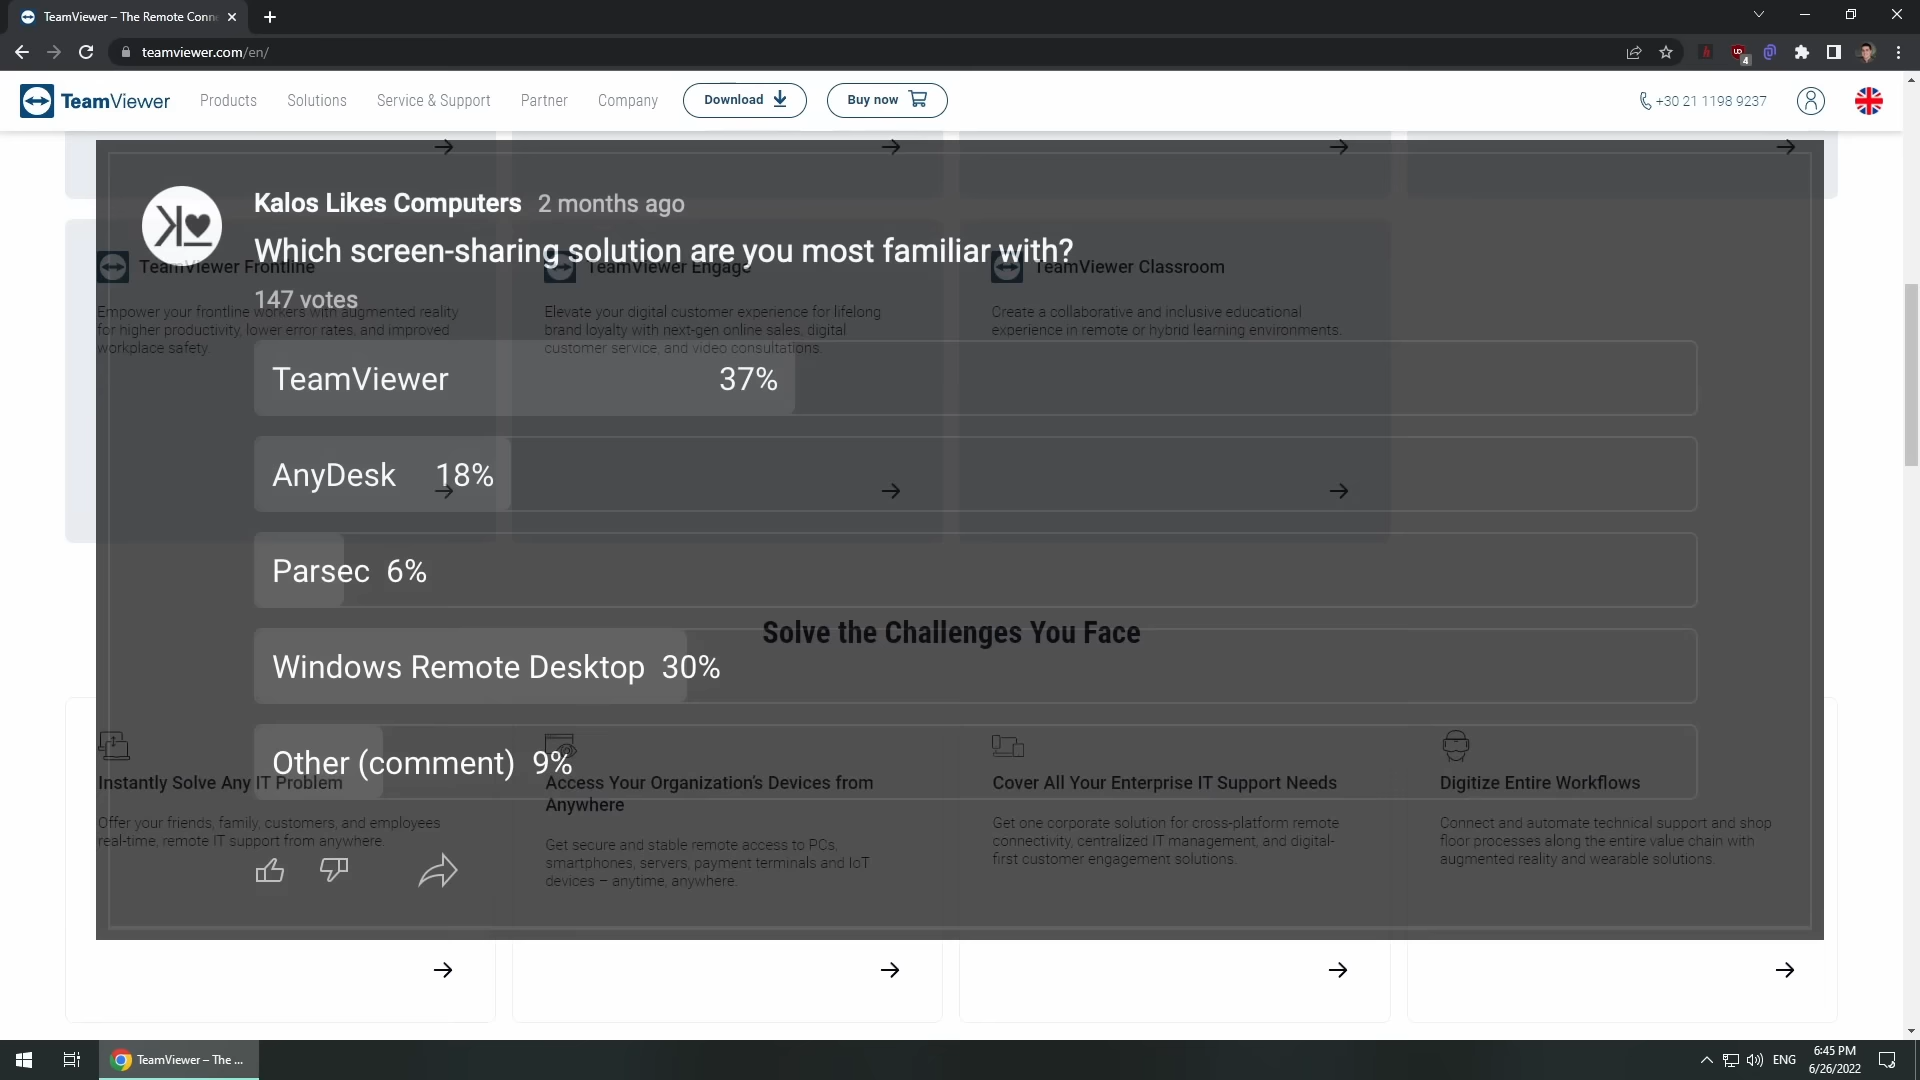 TeamViewer – The Remote Conne
teamviewer.com/en/
4
TeamViewer
Products
Solutions
Service & Support
Partner
Company
Download
Buy now
+30 21 1198 9237
Kalos Likes Computers 2 months ago
Which screen-sharing solution are you most familiar with?
147 votes
TeamViewer 37%
AnyDesk 18%
Parsec 6%
Windows Remote Desktop 30%
Other (comment) 9%
TeamViewer Frontline
Empower your frontline workers with augmented reality
for higher productivity, lower error rates, and improved
workplace safety.
TeamViewer Engage
Elevate your digital customer experience for lifelong
brand loyalty with next-gen online sales, digital
customer service, and video consultations.
TeamViewer Classroom
Create a collaborative and inclusive educational
experience in remote or hybrid learning environments.
Solve the Challenges You Face
Instantly Solve Any IT Problem
Offer your friends, family, customers, and employees
real-time, remote IT support from anywhere.
Access Your Organization's Devices from
Anywhere
Get secure and stable remote access to PCs,
smartphones, servers, payment terminals and IoT
devices – anytime, anywhere.
Cover All Your Enterprise IT Support Needs
Get one corporate solution for cross-platform remote
connectivity, centralized IT management, and digital-
first customer engagement solutions.
Digitize Entire Workflows
Connect and automate technical support and shop
floor processes along the entire value chain with
augmented reality and wearable solutions.
TeamViewer – The ...
ENG
6:45 PM
6/26/2022